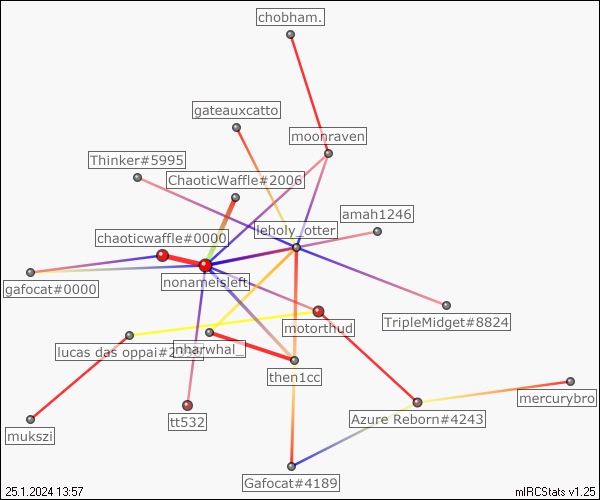 chobham.
gateauxcatto
moonraven
Thinker#5995
ChaoticWaffle#2006
amah1246
leholy_otter
chaoticwaffle#0000
nonameisleft
gafocat#0000
TripleMidget#8824
motorthud
lucas das oppai#2
nharwhal_
then1cc
mercurybro
Azure Reborn#4243
tt532
mukszi
Gafocat#4189
25.1.2024 13:57
mIRCStats v1.25